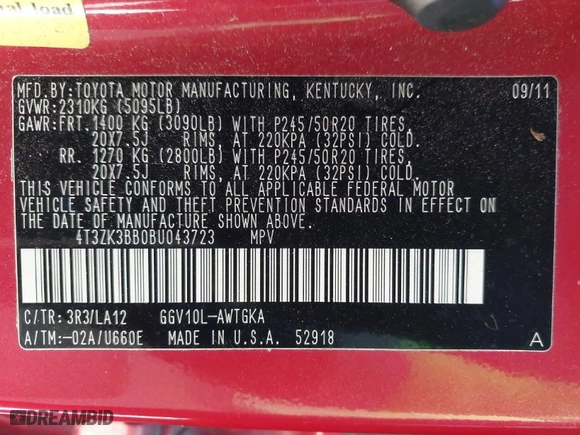 nal load
MFD.BY:TOYOTA MOTOR MANUFACTURING, KENTUCKY, INC. 09/11
GVWR:2310KG (5095LB)
GAWR:FRT. 1400 KG (3090LB) WITH P245/50R20 TIRES,
20X7.5J RIMS, AT 220KPA (32PSI) COLD.
RR. 1270 KG (2800LB) WITH P245/50R20 TIRES,
20X7.5J RIMS, AT 220KPA (32PSI) COLD.
THIS VEHICLE CONFORMS TO ALL APPLICABLE FEDERAL MOTOR
VEHICLE SAFETY AND THEFT PREVENTION STANDARDS IN EFFECT ON
THE DATE OF MANUFACTURE SHOWN ABOVE.
4T3ZK3BB0BU043723 MPV
C/TR: 3R3/LA12 GGV10L-AWTGKA
A/TM:-02A/U660E MADE IN U.S.A. 52918 A
DREAMBID